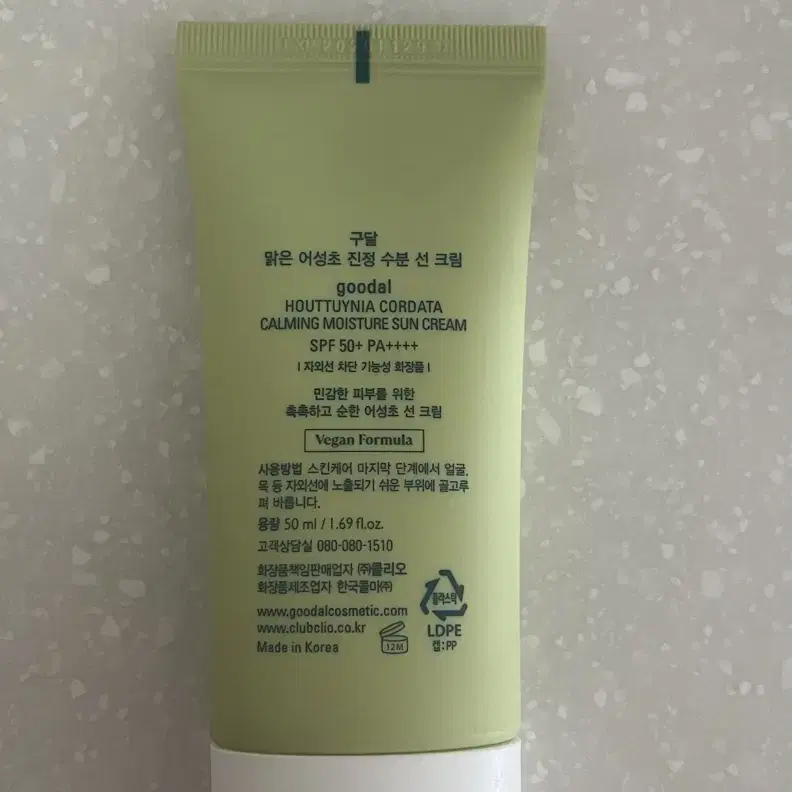 구달
맑은 어성초 진정 수분 선 크림
goodal
HOUTTUYNIA CORDATA
CALMING MOISTURE SUN CREAM
SPF 50+ PA++++
I 자외선 차단 기능성 화장품 I
민감한 피부를 위한
촉촉하고 순한 어성초 선 크림
Vegan Formula
사용방법 스킨케어 마지막 단계에서 얼굴,
목 등 자외선에 노출되기 쉬운 부위에 골고루
펴 바릅니다.
용량 50 ml / 1.69 fl.oz.
고객상담실 080-080-1510
화장품책임판매업자 ㈜클리오
화장품제조업자 한국콜마㈜
www.goodalcosmetic.com
www.clubclio.co.kr
Made in Korea
12M
플라스틱
LDPE
캡:PP